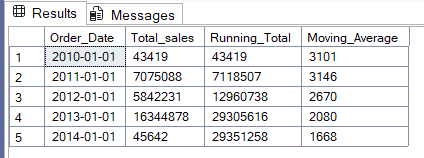 Results Messages
Order_Date Total_sales Running_Total Moving_Average
1 2010-01-01 43419 43419 3101
2 2011-01-01 7075088 7118507 3146
3 2012-01-01 5842231 12960738 2670
4 2013-01-01 16344878 29305616 2080
5 2014-01-01 45642 29351258 1668